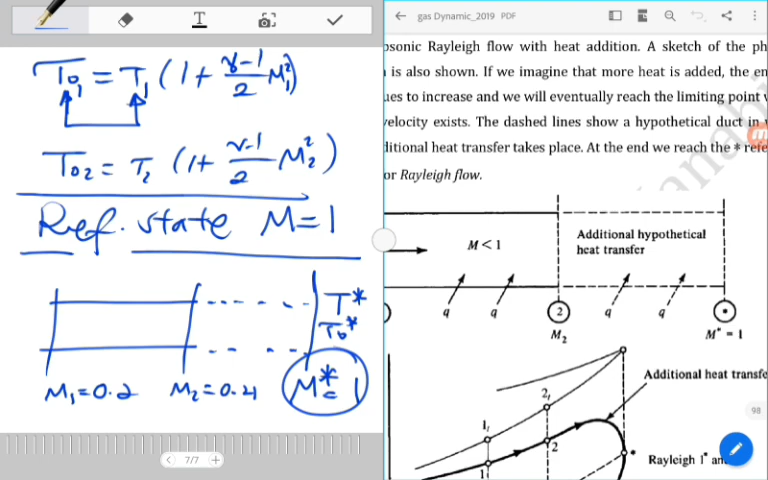 T
T₀₁ = T₁ (1 + γ-1/2 M₁²)
T₀₂ = T₂ (1 + γ-1/2 M₂²)
Ref. state M=1
T*
T₀*
M₁=0.2 M₂=0.4 M*=1
7/7
gas Dynamic_2019 PDF
osonic Rayleigh flow with heat addition. A sketch of the ph
is also shown. If we imagine that more heat is added, the en
ues to increase and we will eventually reach the limiting point
velocity exists. The dashed lines show a hypothetical duct in
litional heat transfer takes place. At the end we reach the * refe
or Rayleigh flow.
M < 1
Additional hypothetical
heat transfer
q q q q
2
M₂ M* = 1
Additional heat transfe
98
2ₜ
1ₜ
2
1
Rayleigh 1* an